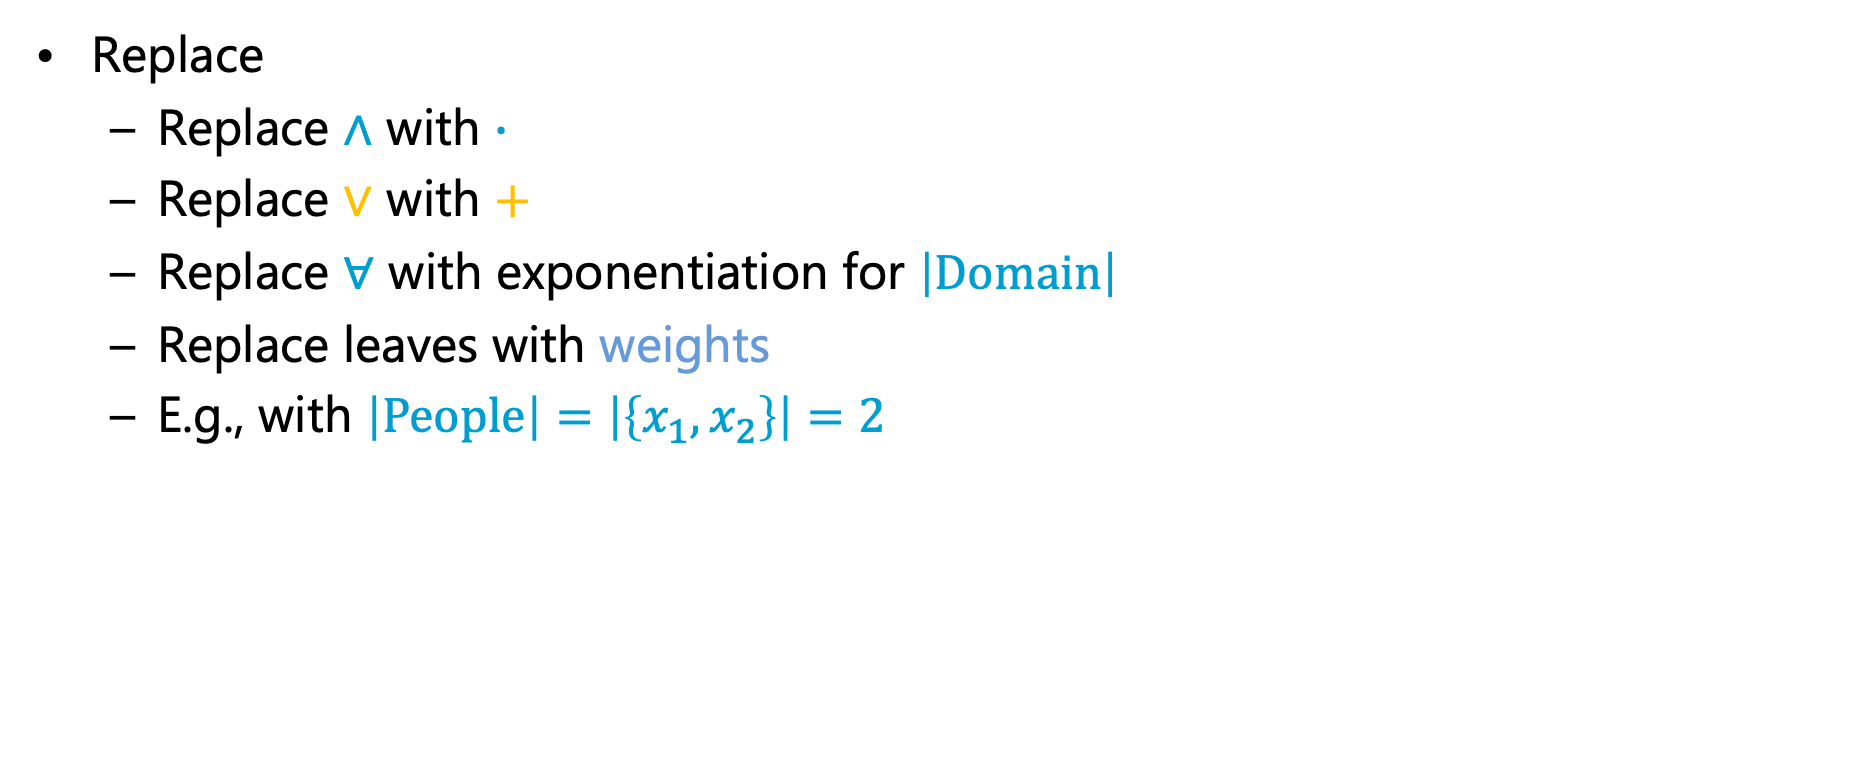 • Replace
– Replace ∧ with ·
– Replace ∨ with +
– Replace ∀ with exponentiation for |Domain|
– Replace leaves with weights
– E.g., with |People| = |{x₁, x₂}| = 2